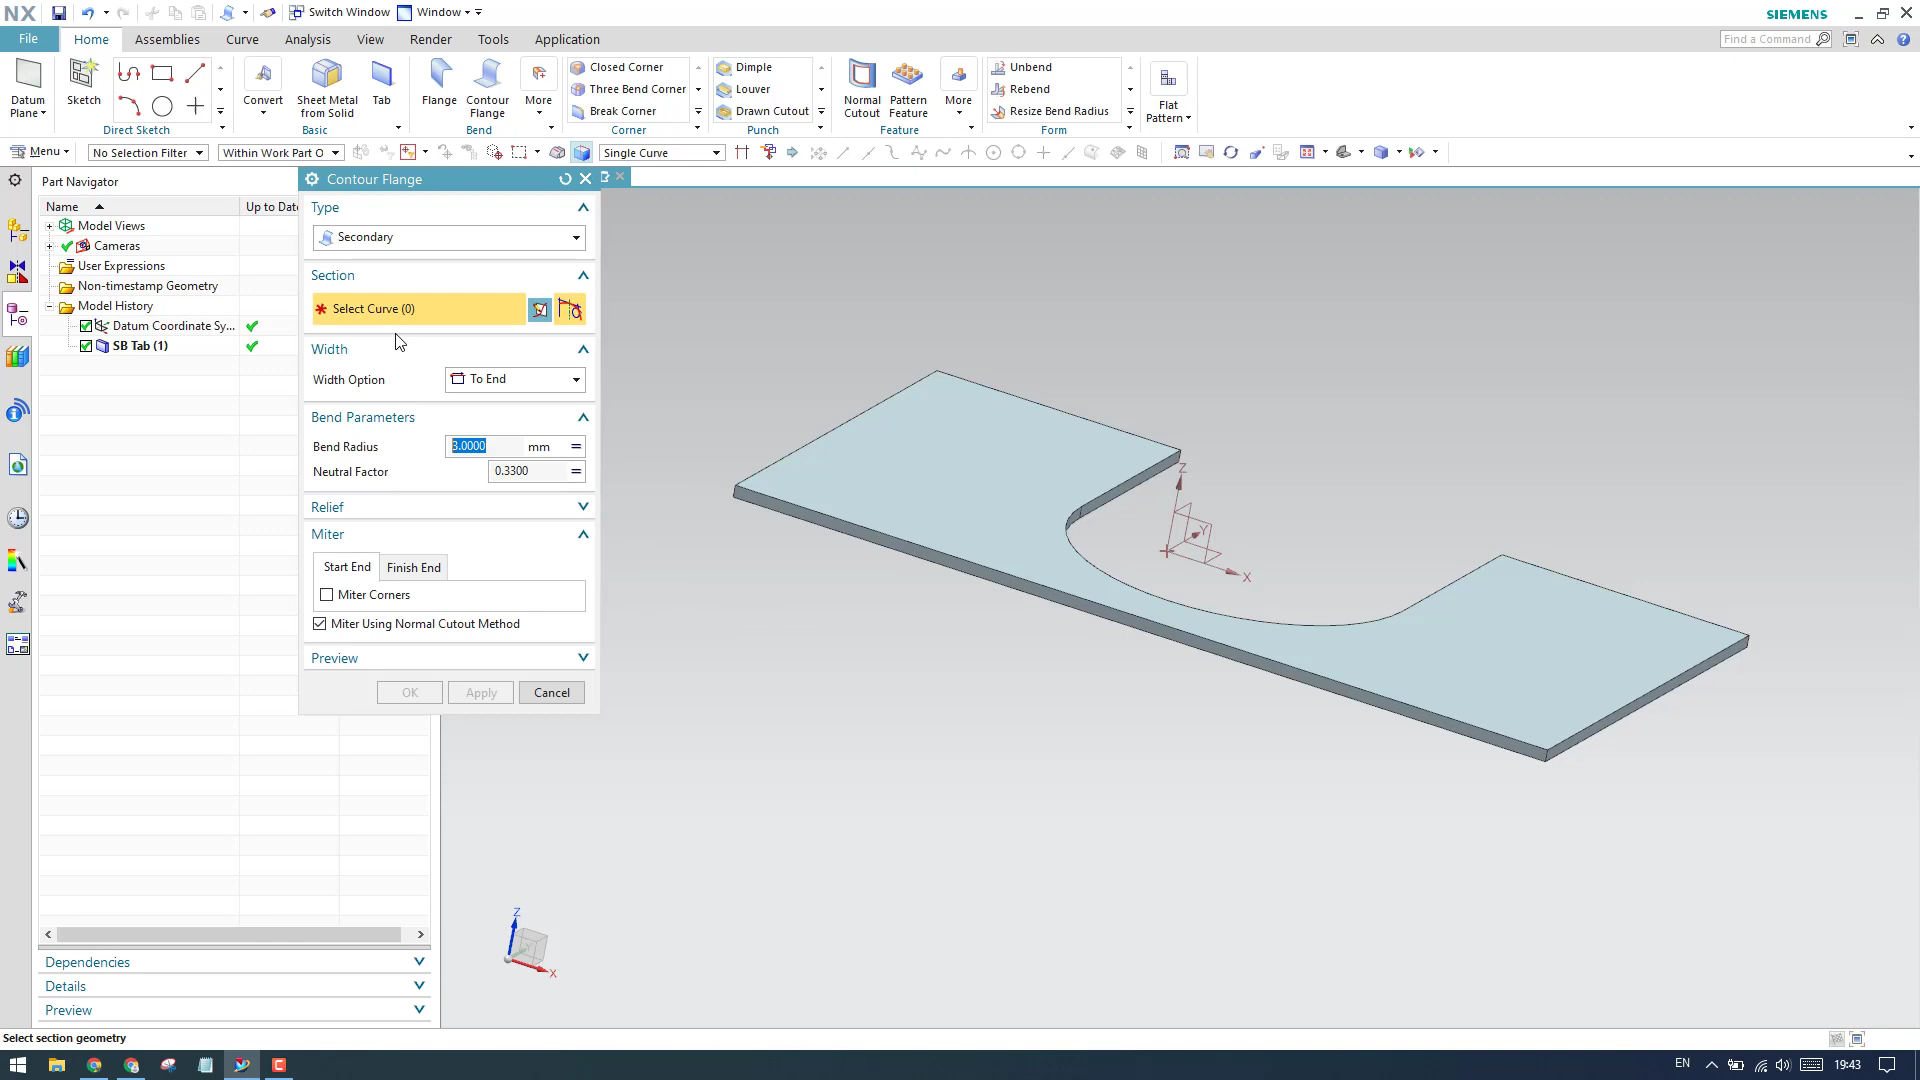 NX
Switch Window
Window
SIEMENS
File
Home
Assemblies
Curve
Analysis
View
Render
Tools
Application
Find a Command
Datum
Plane
Sketch
Direct Sketch
Convert
Sheet Metal
from Solid
Tab
Basic
Flange
Contour
Flange
More
Bend
Closed Corner
Three Bend Corner
Break Corner
Corner
Dimple
Louver
Drawn Cutout
Punch
Normal
Cutout
Pattern
Feature
More
Feature
Unbend
Rebend
Resize Bend Radius
Form
Flat
Pattern
Menu
No Selection Filter
Within Work Part O
Single Curve
Part Navigator
Name
Up to Date
Model Views
Cameras
User Expressions
Non-timestamp Geometry
Model History
Datum Coordinate Sy...
SB Tab (1)
Contour Flange
Type
Secondary
Section
Select Curve (0)
Width
Width Option
To End
Bend Parameters
Bend Radius
3.0000
mm
Neutral Factor
0.3300
Relief
Miter
Start End
Finish End
Miter Corners
Miter Using Normal Cutout Method
Preview
OK
Apply
Cancel
Z
Y
X
Z
X
Dependencies
Details
Preview
Select section geometry
EN
19:43